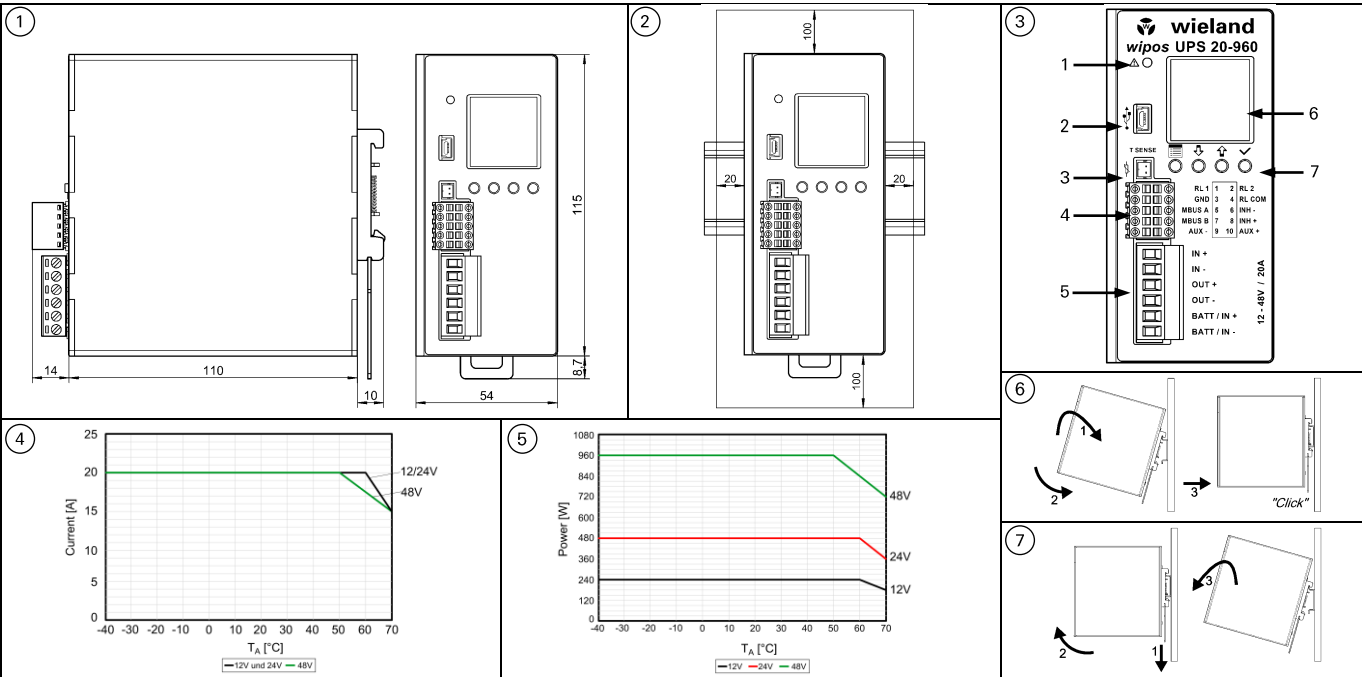 1
14
110
10
54
115
8,7
2
100
20
20
100
3
wieland
wipos UPS 20-960
1
2
3
4
5
6
7
T SENSE
RL 1 1 2 RL 2
GND 3 4 RL COM
MBUS A 5 6 INH -
MBUS B 7 8 INH +
AUX - 9 10 AUX +
IN +
IN -
OUT +
OUT -
BATT / IN +
BATT / IN -
12 - 48V / 20A
4
Current [A]
25
20
15
10
5
0
-40 -30 -20 -10 0 10 20 30 40 50 60 70
TA [°C]
12/24V
48V
12V und 24V 48V
5
Power [W]
1080
960
840
720
600
480
360
240
120
0
-40 -30 -20 -10 0 10 20 30 40 50 60 70
TA [°C]
48V
24V
12V
12V 24V 48V
6
1
2
3
"Click"
7
1
2
3